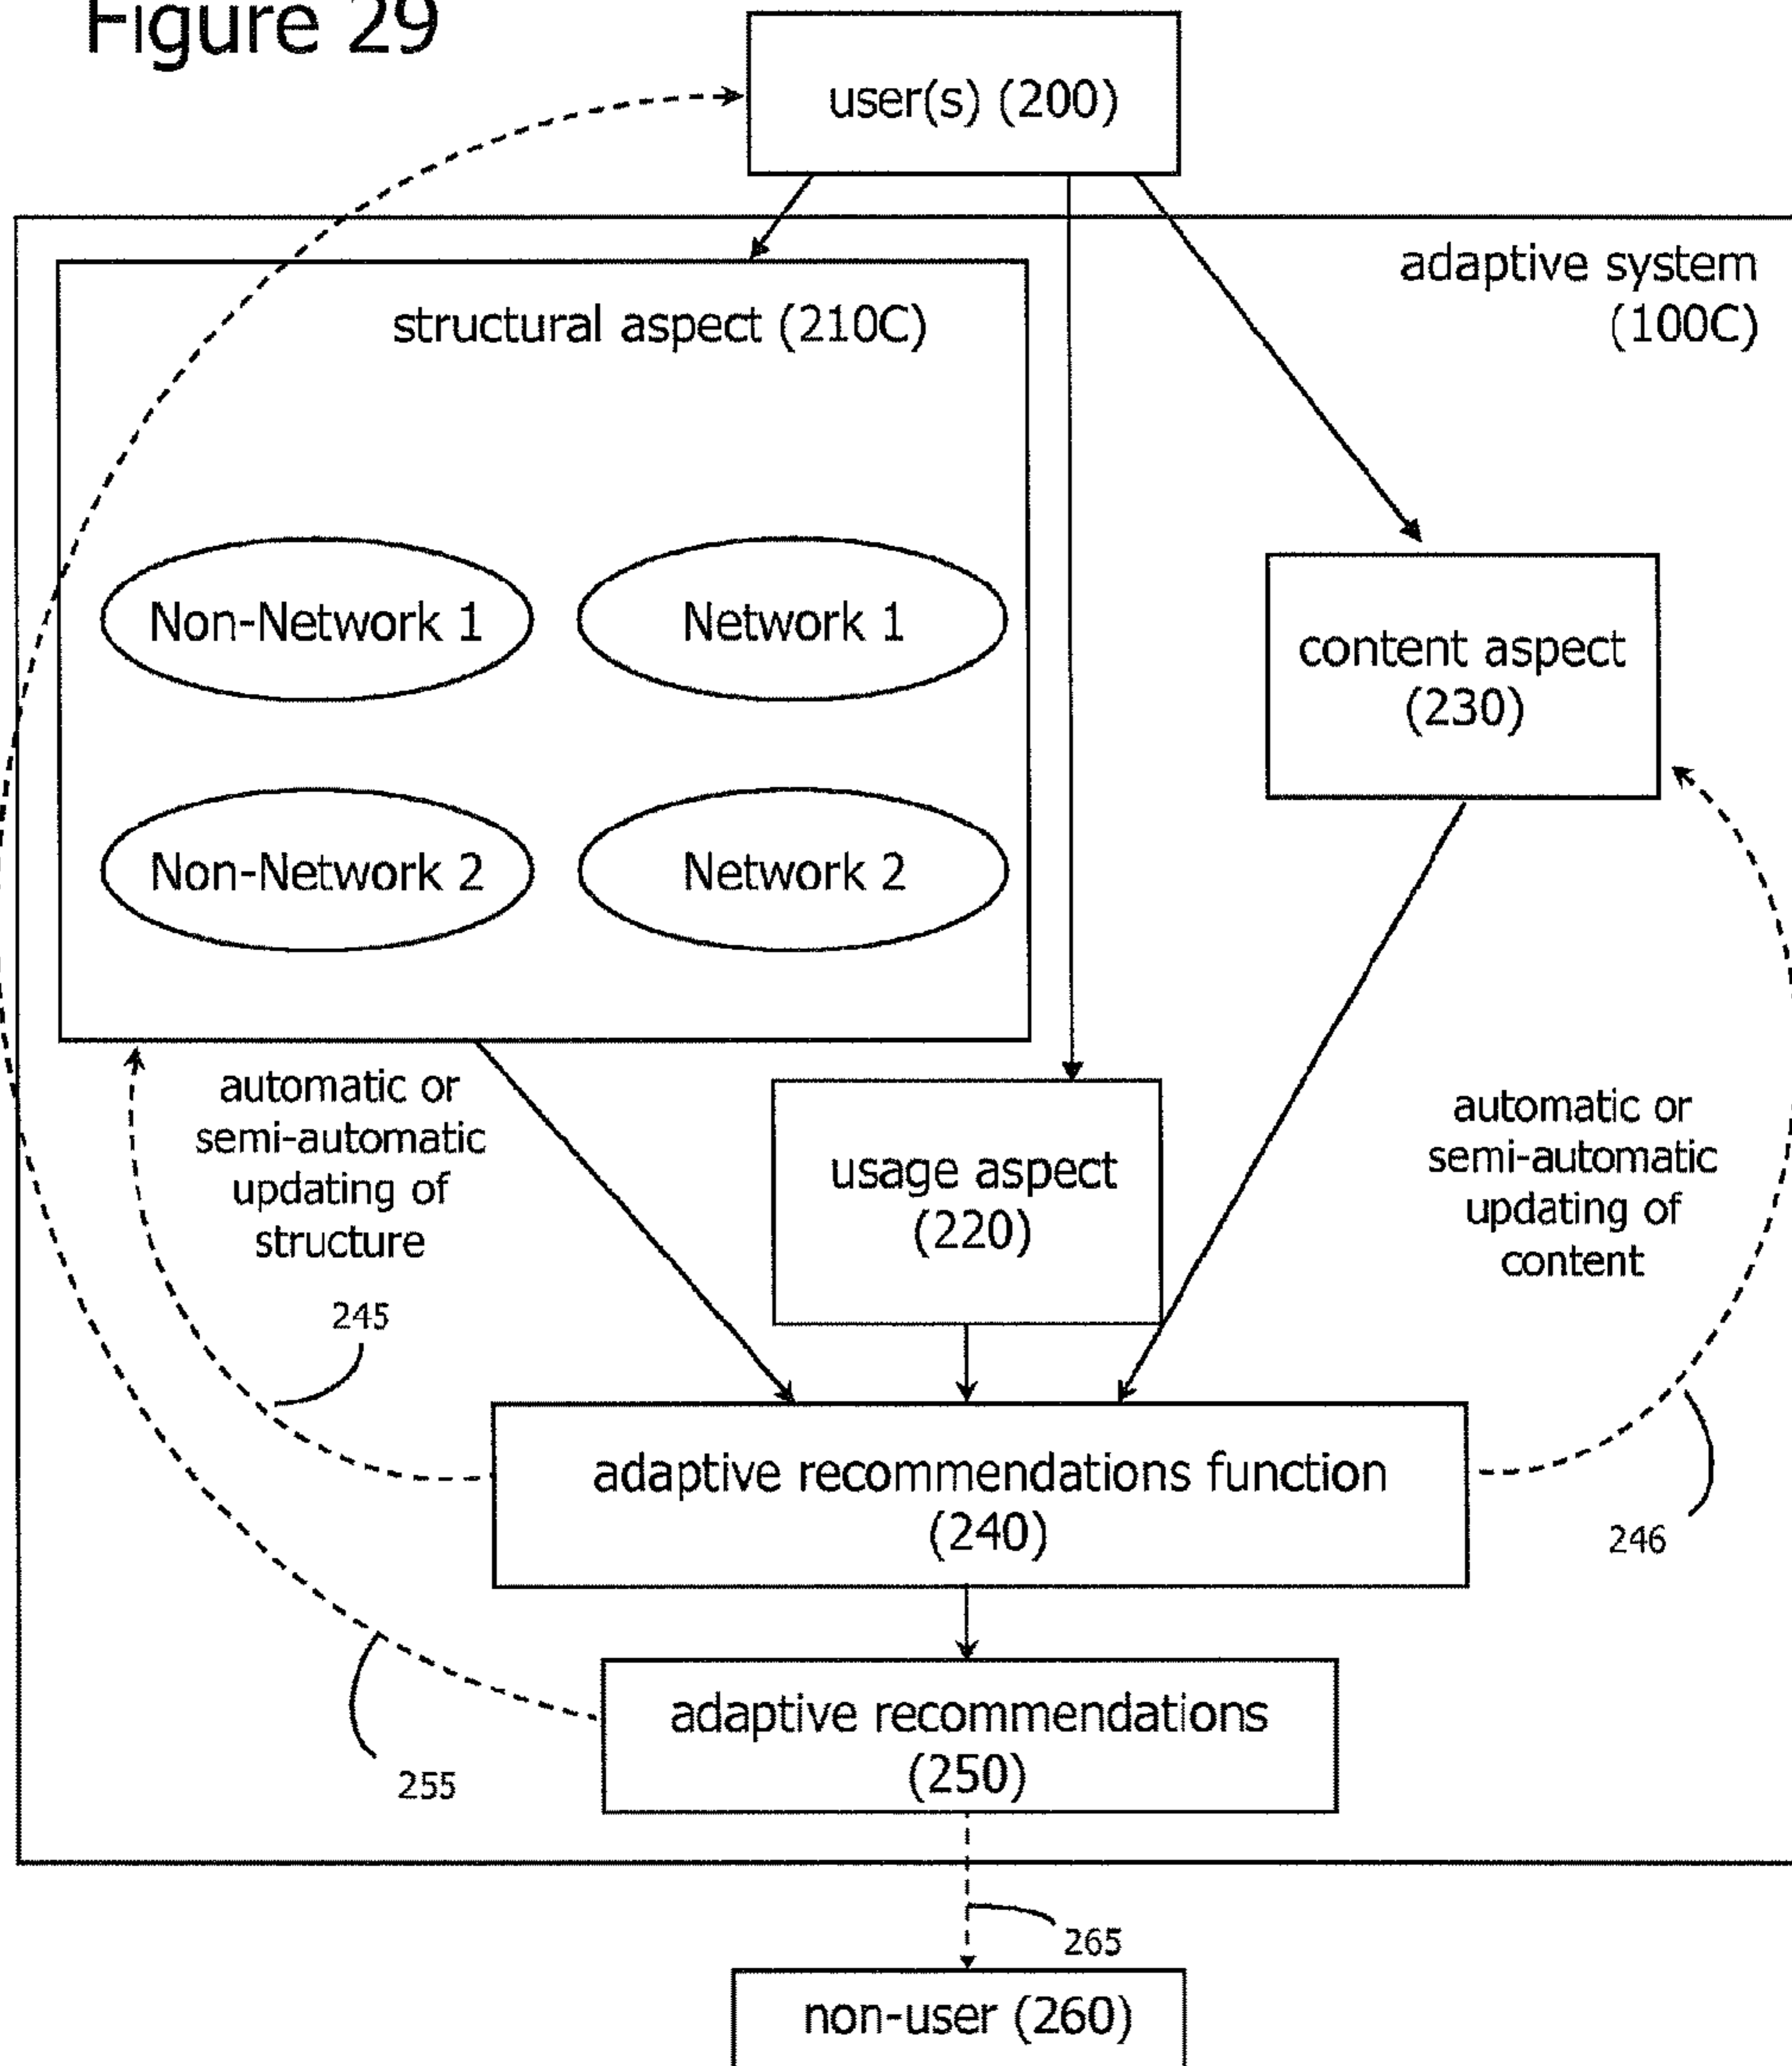 Figure 29
user(s) (200)
adaptive system
(100C)
structural aspect (210C)
Non-Network 1
Network 1
content aspect
(230)
Non-Network 2
Network 2
automatic or
semi-automatic
updating of
structure
automatic or
semi-automatic
updating of
content
usage aspect
(220)
245
adaptive recommendations function
(240)
246
adaptive recommendations
(250)
255
265
non-user (260)